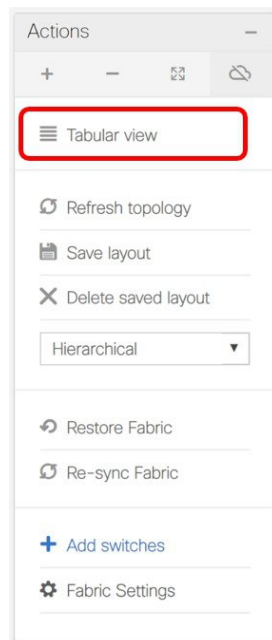 Actions
Tabular view
Refresh topology
Save layout
Delete saved layout
Hierarchical
Restore Fabric
Re-sync Fabric
Add switches
Fabric Settings